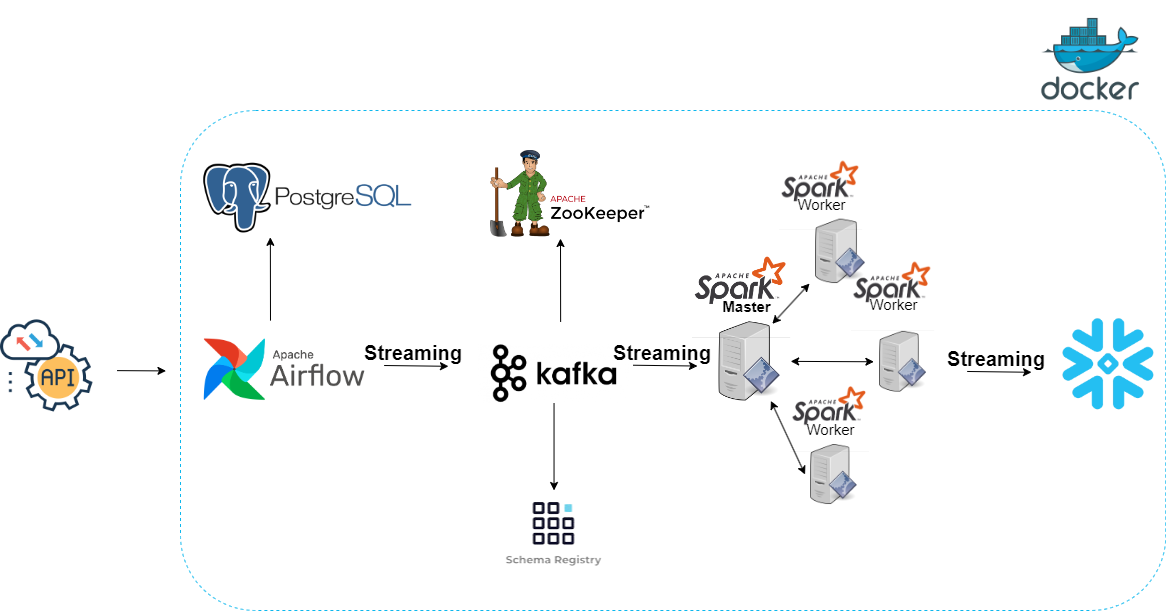 docker
PostgreSQL
APACHE
ZooKeeper™
APACHE
Spark
Worker
APACHE
Spark
Master
APACHE
Spark
Worker
API
Apache
Airflow
Streaming
kafka
Streaming
Streaming
APACHE
Spark
Worker
Schema Registry